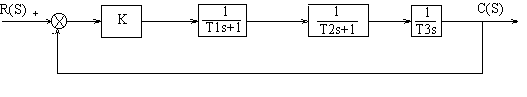 R(S) + K 1 1 1 C(S)
T1s+1 T2s+1 T3s
-